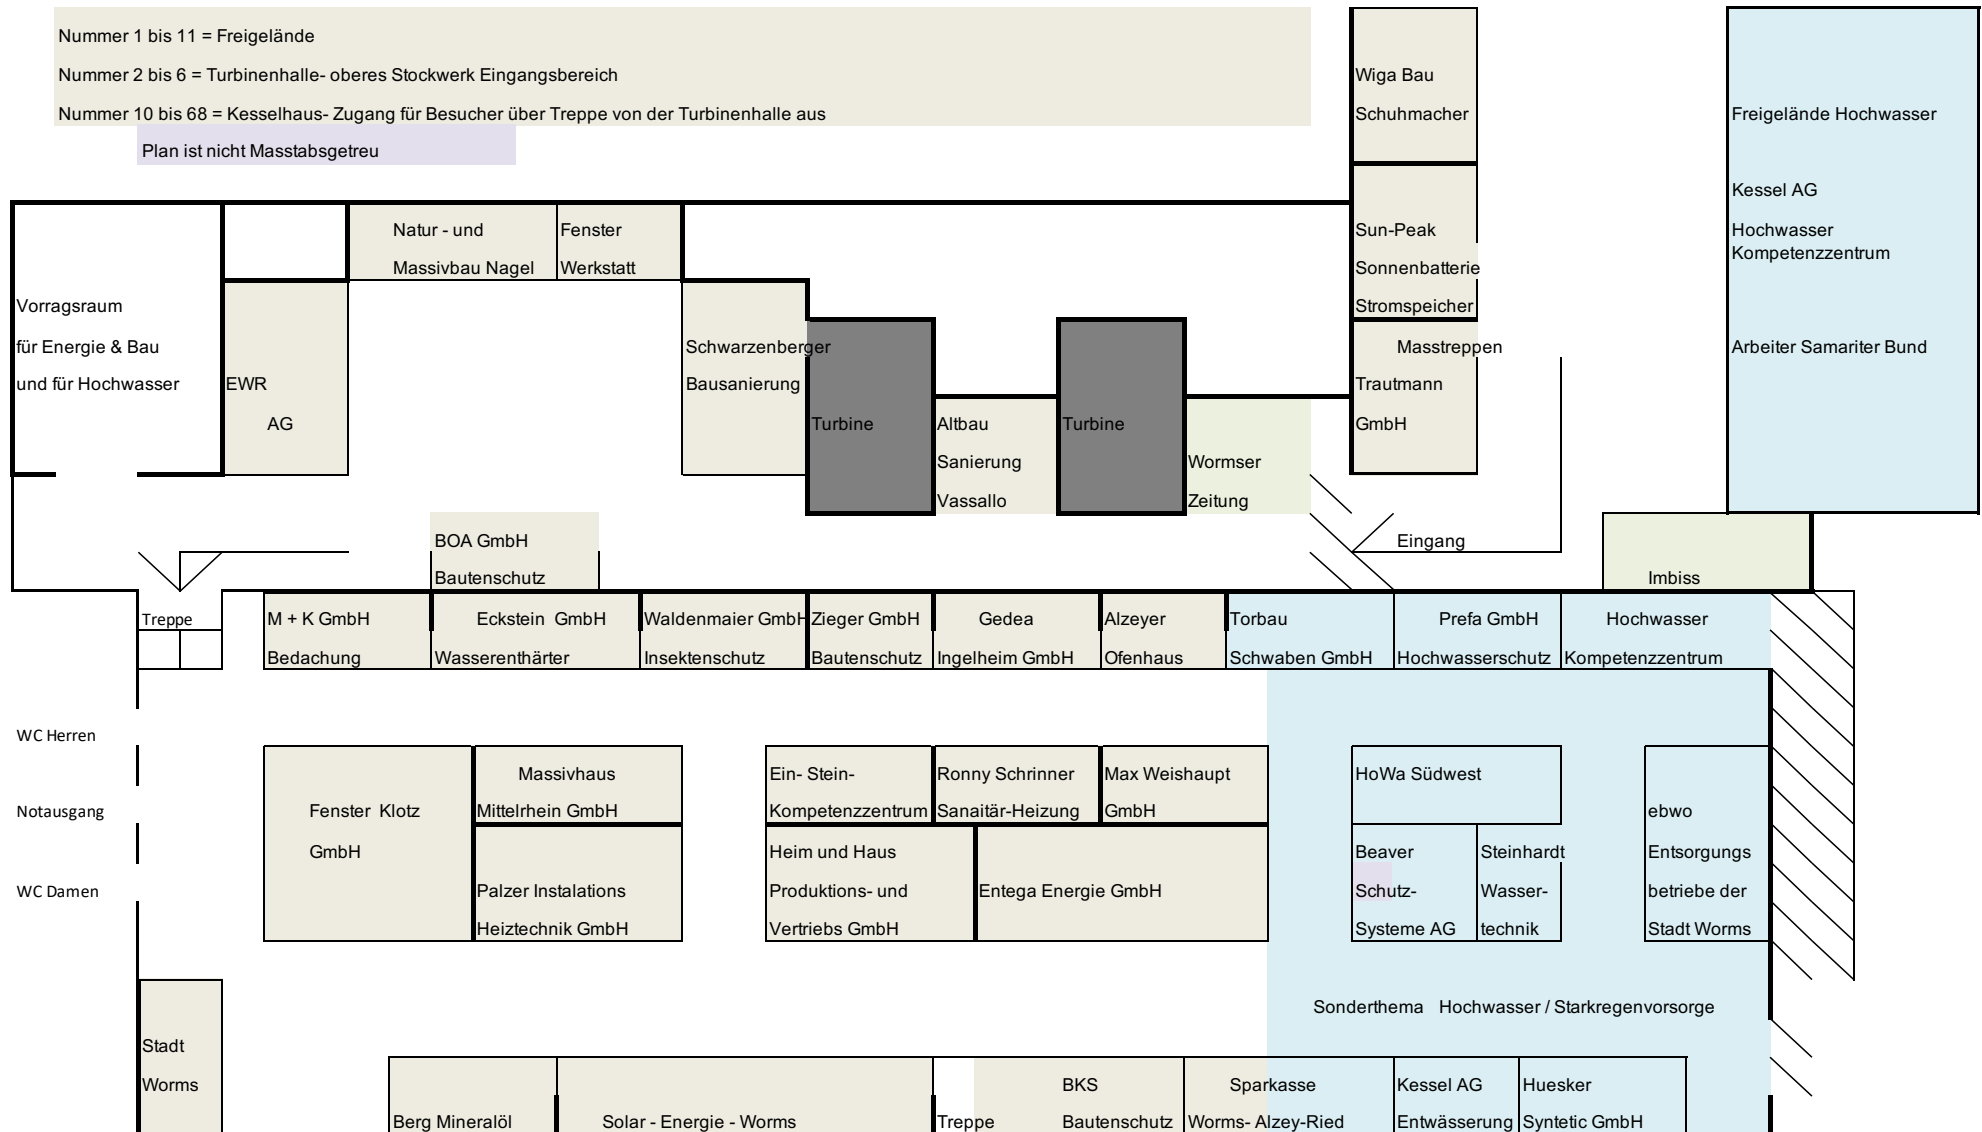 Nummer 1 bis 11 = Freigelände
Nummer 2 bis 6 = Turbinenhalle- oberes Stockwerk Eingangsbereich
Nummer 10 bis 68 = Kesselhaus- Zugang für Besucher über Treppe von der Turbinenhalle aus
Plan ist nicht Masstabsgetreu
Wiga Bau
Schuhmacher
Freigelände Hochwasser
Kessel AG
Hochwasser
Kompetenzzentrum
Arbeiter Samariter Bund
Vorragsraum
für Energie & Bau
und für Hochwasser
EWR
AG
Natur - und
Massivbau Nagel
Fenster
Werkstatt
Schwarzenberger
Bausanierung
Turbine
Altbau
Sanierung
Vassallo
Turbine
Wormser
Zeitung
Sun-Peak
Sonnenbatterie
Stromspeicher
Masstreppen
Trautmann
GmbH
BOA GmbH
Bautenschutz
Eingang
Imbiss
Treppe
M + K GmbH
Bedachung
Eckstein GmbH
Wasserenthärter
Waldenmaier GmbH
Insektenschutz
Zieger GmbH
Bautenschutz
Gedea
Ingelheim GmbH
Alzeyer
Ofenhaus
Torbau
Schwaben GmbH
Prefa GmbH
Hochwasserschutz
Hochwasser
Kompetenzzentrum
WC Herren
Notausgang
WC Damen
Fenster Klotz
GmbH
Massivhaus
Mittelrhein GmbH
Palzer Instalations
Heiztechnik GmbH
Ein- Stein-
Kompetenzzentrum
Ronny Schrinner
Sanaitär-Heizung
Max Weishaupt
GmbH
Heim und Haus
Produktions- und
Vertriebs GmbH
Entega Energie GmbH
HoWa Südwest
Beaver
Schutz-
Systeme AG
Steinhardt
Wasser-
technik
ebwo
Entsorgungs
betriebe der
Stadt Worms
Sonderthema Hochwasser / Starkregenvorsorge
Stadt
Worms
Berg Mineralöl
Solar - Energie - Worms
Treppe
BKS
Bautenschutz
Sparkasse
Worms- Alzey-Ried
Kessel AG
Entwässerung
Huesker
Syntetic GmbH